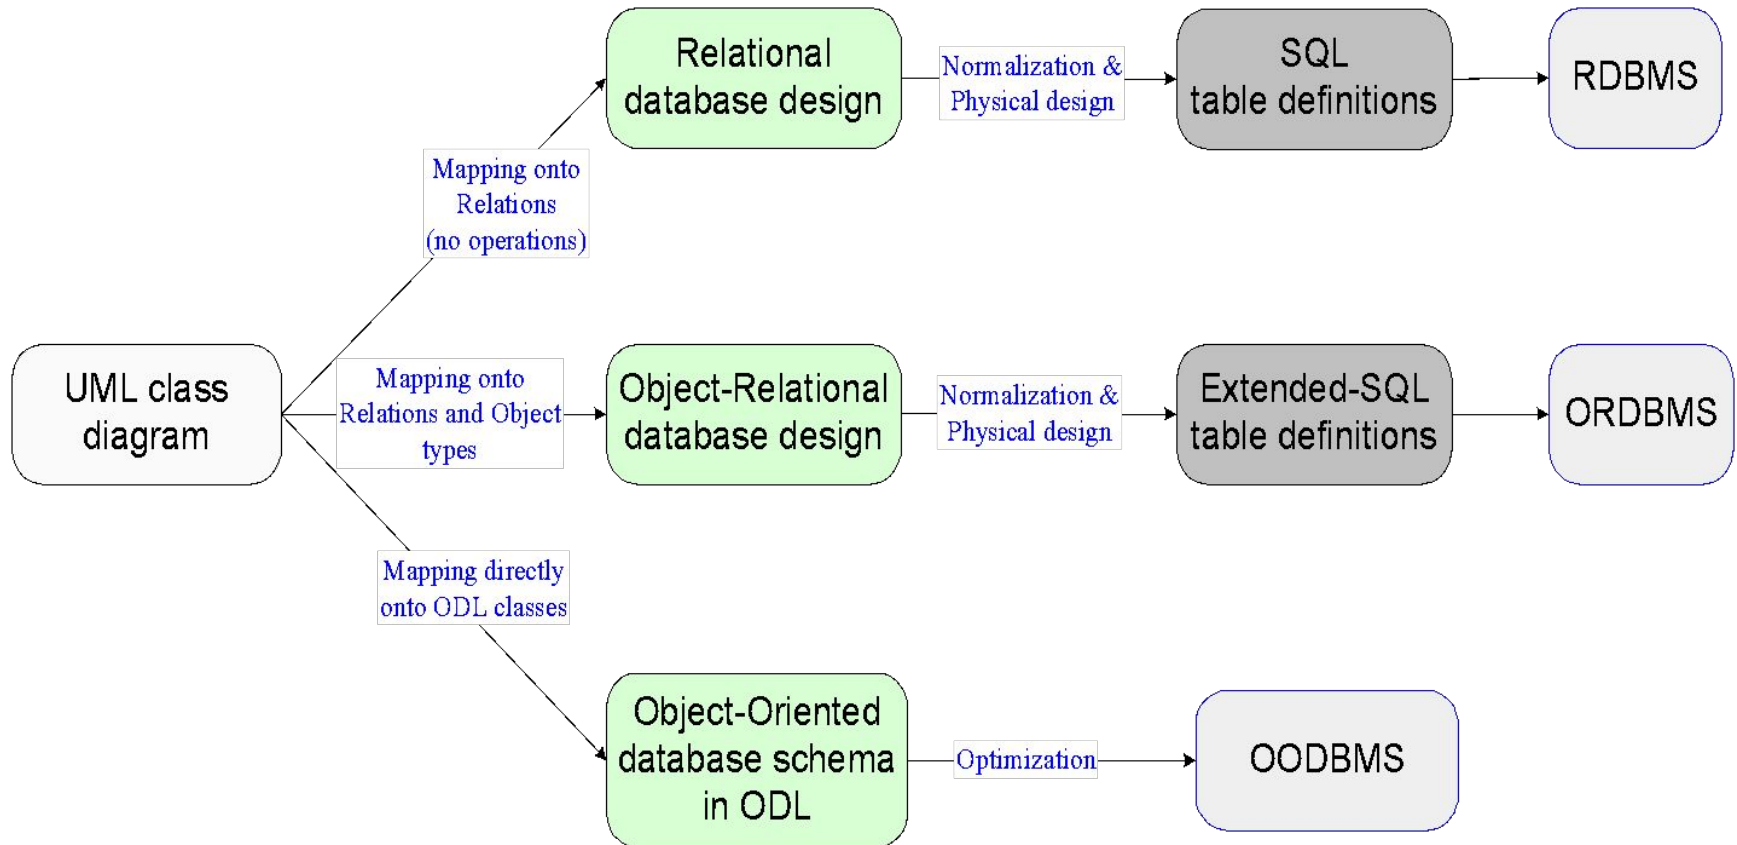 Relational
database design
Normalization &
Physical design
SQL
table definitions
RDBMS
Mapping onto
Relations
(no operations)
UML class
diagram
Mapping onto
Relations and Object
types
Object-Relational
database design
Normalization &
Physical design
Extended-SQL
table definitions
ORDBMS
Mapping directly
onto ODL classes
Object-Oriented
database schema
in ODL
Optimization
OODBMS